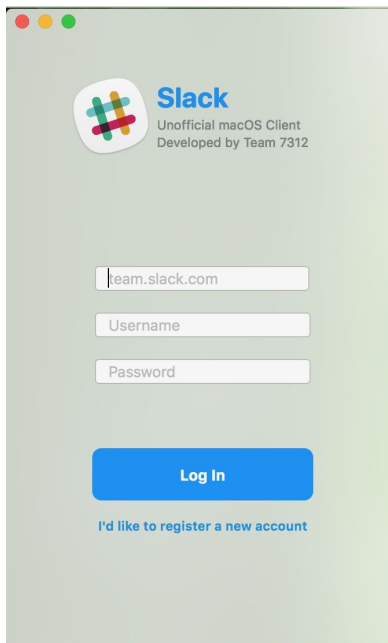 Slack
Unofficial macOS Client
Developed by Team 7312
team.slack.com
Username
Password
Log In
I'd like to register a new account